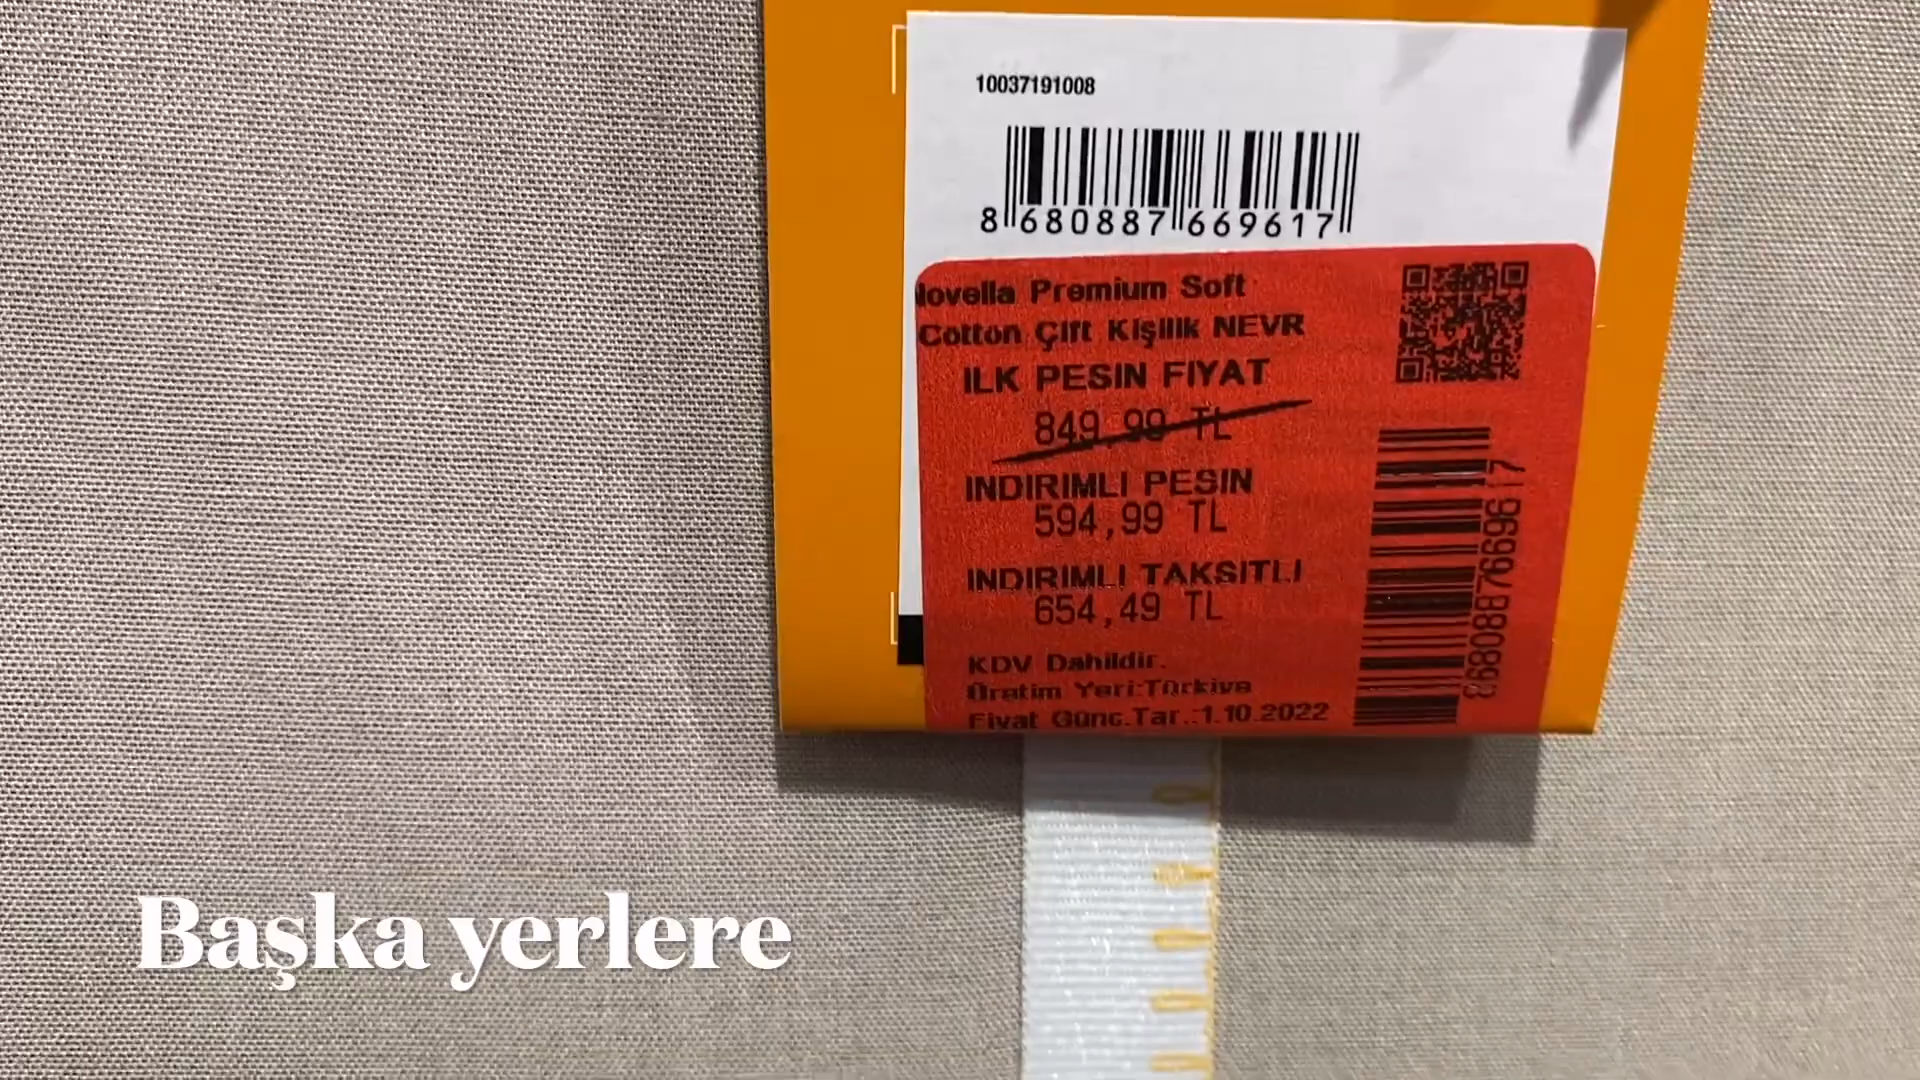 10037191008
8 680887 669617
Novella Premium Soft
Cotton Çift Kişilik NEVR
ILK PESIN FIYAT
849,99 TL
INDIRIMLI PESIN
594,99 TL
INDIRIMLI TAKSITLI
654,49 TL
KDV Dahildir.
Üretim Yeri:Türkiye
Fiyat Günc.Tar.:1.10.2022
8680887669617
Başka yerlere